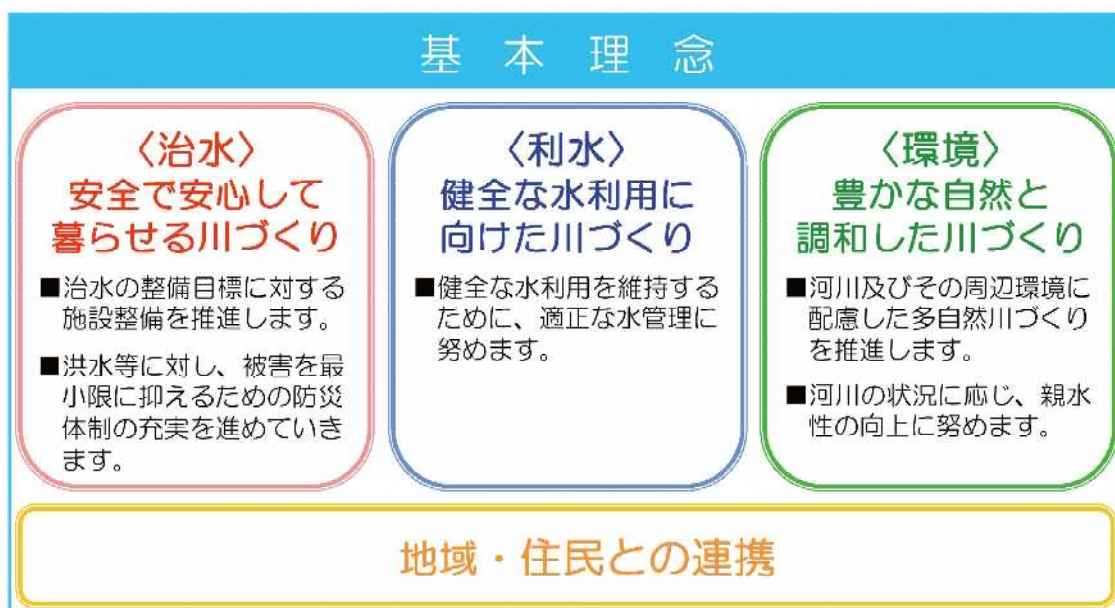 基本理念
〈治水〉
安全で安心して
暮らせる川づくり
■治水の整備目標に対する
施設整備を推進します。
■洪水等に対し、被害を最
小限に抑えるための防災
体制の充実を進めていき
ます。
〈利水〉
健全な水利用に
向けた川づくり
■健全な水利用を維持する
ために、適正な水管理に
努めます。
〈環境〉
豊かな自然と
調和した川づくり
■河川及びその周辺環境に
配慮した多自然川づくり
を推進します。
■河川の状況に応じ、親水
性の向上に努めます。
地域・住民との連携